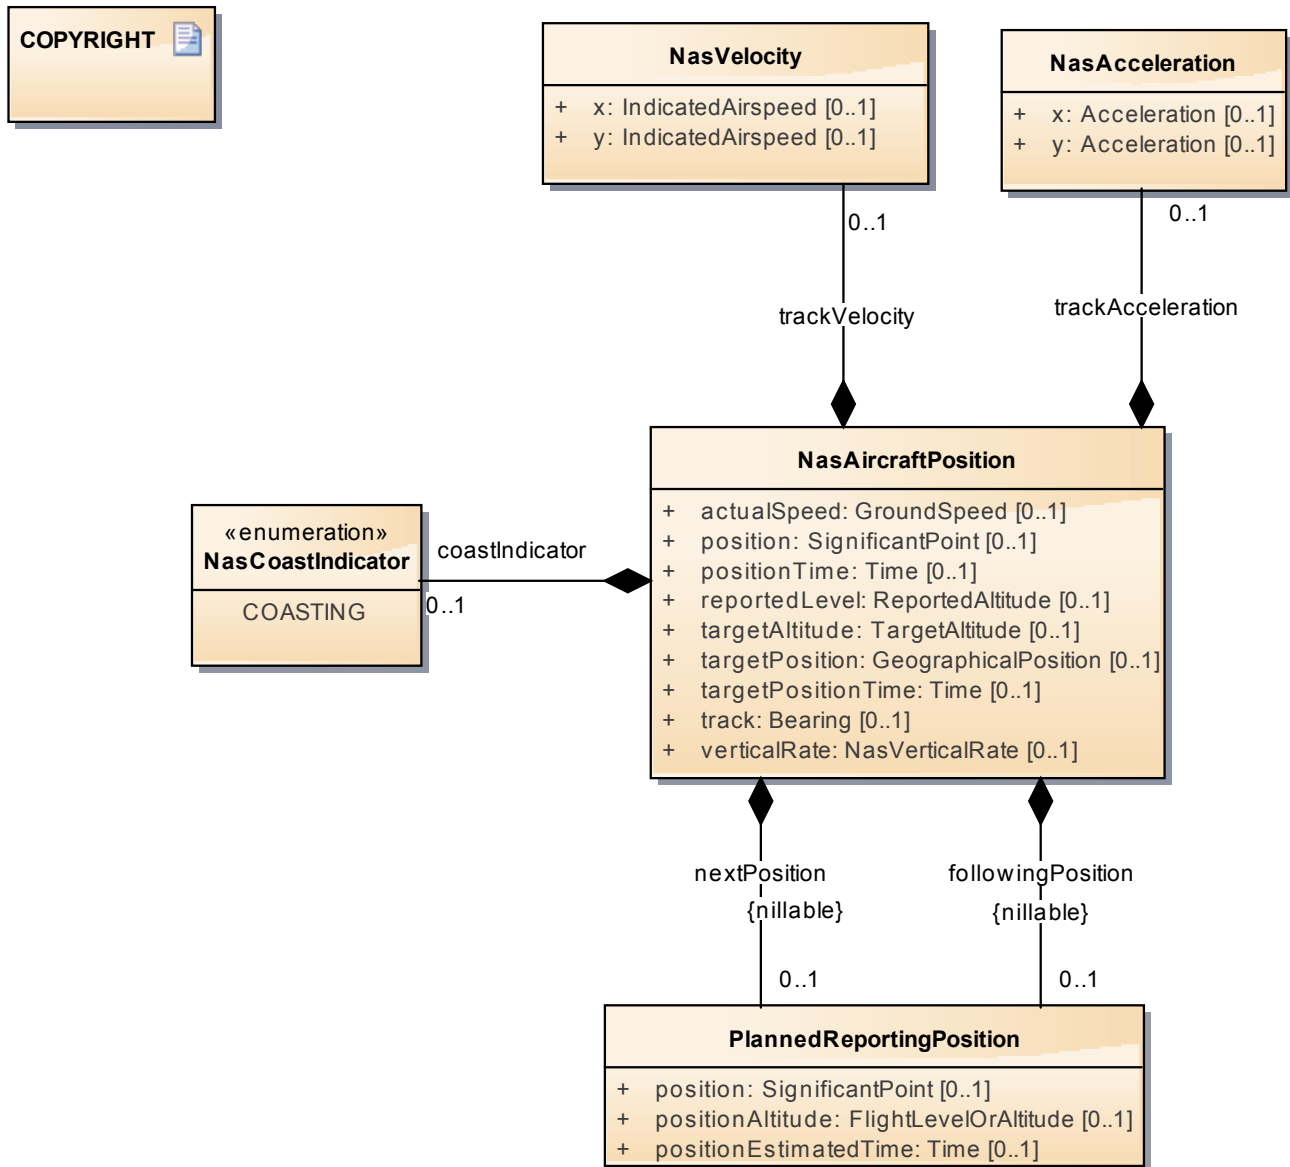 COPYRIGHT
NasVelocity
+ x: IndicatedAirspeed [0..1]
+ y: IndicatedAirspeed [0..1]
NasAcceleration
+ x: Acceleration [0..1]
+ y: Acceleration [0..1]
0..1
0..1
trackVelocity
trackAcceleration
«enumeration»
NasCoastIndicator
COASTING
coastIndicator
0..1
NasAircraftPosition
+ actualSpeed: GroundSpeed [0..1]
+ position: SignificantPoint [0..1]
+ positionTime: Time [0..1]
+ reportedLevel: ReportedAltitude [0..1]
+ targetAltitude: TargetAltitude [0..1]
+ targetPosition: GeographicalPosition [0..1]
+ targetPositionTime: Time [0..1]
+ track: Bearing [0..1]
+ verticalRate: NasVerticalRate [0..1]
nextPosition
{nillable}
0..1
followingPosition
{nillable}
0..1
PlannedReportingPosition
+ position: SignificantPoint [0..1]
+ positionAltitude: FlightLevelOrAltitude [0..1]
+ positionEstimatedTime: Time [0..1]